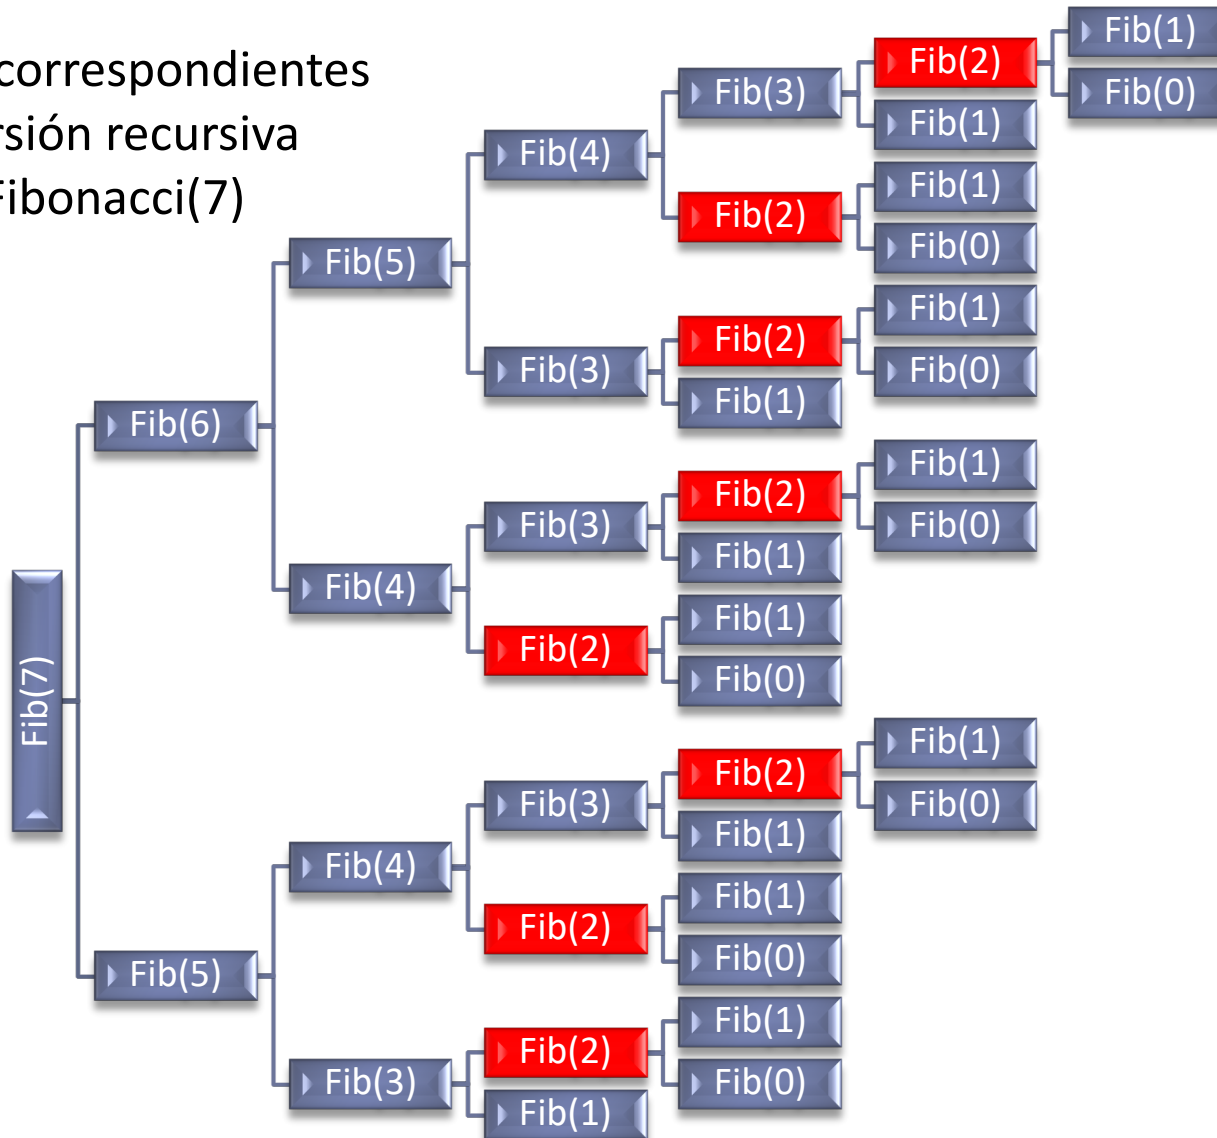 correspondientes
rsión recursiva
Fibonacci(7)
Fib(7)
Fib(6)
Fib(5)
Fib(4)
Fib(3)
Fib(2)
Fib(1)
Fib(0)
Fib(1)
Fib(2)
Fib(1)
Fib(0)
Fib(3)
Fib(2)
Fib(1)
Fib(0)
Fib(1)
Fib(4)
Fib(3)
Fib(2)
Fib(1)
Fib(0)
Fib(1)
Fib(2)
Fib(1)
Fib(0)
Fib(5)
Fib(4)
Fib(3)
Fib(2)
Fib(1)
Fib(0)
Fib(1)
Fib(2)
Fib(1)
Fib(0)
Fib(3)
Fib(2)
Fib(1)
Fib(0)
Fib(1)